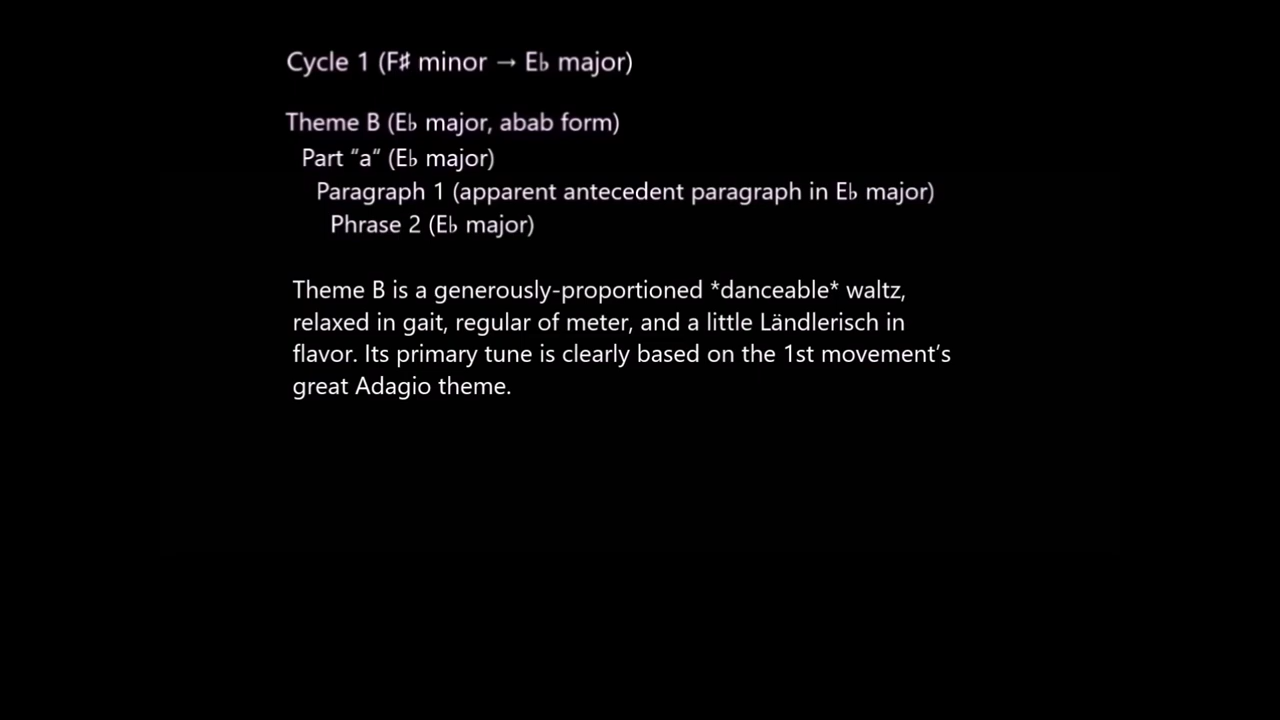 Cycle 1 (F♯ minor → E♭ major)
Theme B (E♭ major, abab form)
Part “a“ (E♭ major)
Paragraph 1 (apparent antecedent paragraph in E♭ major)
Phrase 2 (E♭ major)
Theme B is a generously-proportioned *danceable* waltz,
relaxed in gait, regular of meter, and a little Ländlerisch in
flavor. Its primary tune is clearly based on the 1st movement’s
great Adagio theme.